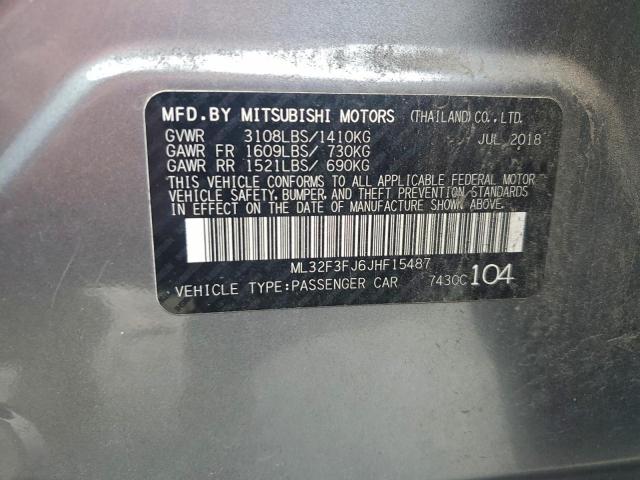 MFD.BY MITSUBISHI MOTORS (THAILAND)CO.,LTD.
GVWR 3108LBS/1410KG JUL 2018
GAWR FR 1609LBS/ 730KG
GAWR RR 1521LBS/ 690KG
THIS VEHICLE CONFORMS TO ALL APPLICABLE FEDERAL MOTOR
VEHICLE SAFETY, BUMPER, AND THEFT PREVENTION STANDARDS
IN EFFECT ON THE DATE OF MANUFACTURE SHOWN ABOVE.
ML32F3FJ6JHF15487
VEHICLE TYPE:PASSENGER CAR 7430C 104